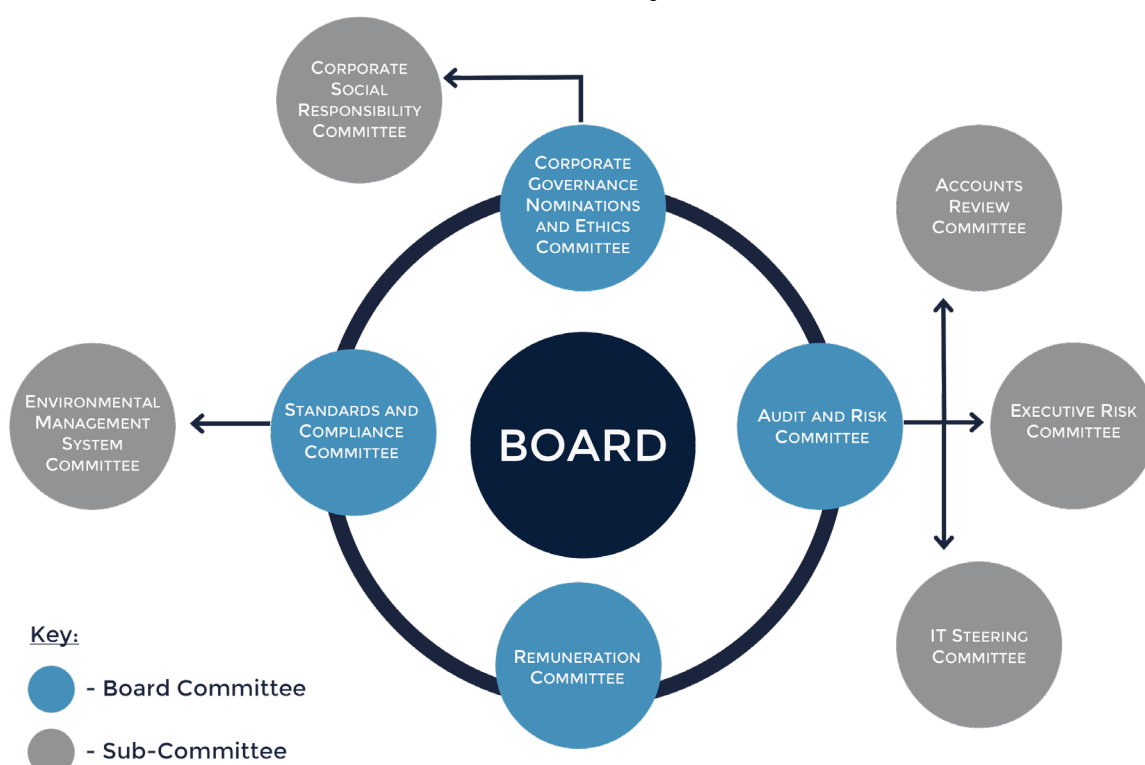 CORPORATE
SOCIAL
RESPONSIBILITY
COMMITTEE
CORPORATE
GOVERNANCE
NOMINATIONS
AND ETHICS
COMMITTEE
ACCOUNTS
REVIEW
COMMITTEE
ENVIRONMENTAL
MANAGEMENT
SYSTEM
COMMITTEE
STANDARDS AND
COMPLIANCE
COMMITTEE
BOARD
AUDIT AND RISK
COMMITTEE
EXECUTIVE RISK
COMMITTEE
REMUNERATION
COMMITTEE
IT STEERING
COMMITTEE
Key:
- Board Committee
- Sub-Committee